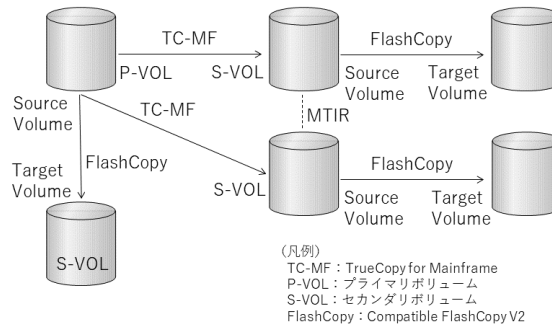 TC-MF
FlashCopy
P-VOL
S-VOL
Source
Volume
Target
Volume
Source
Volume
TC-MF
MTIR
FlashCopy
Target
Volume
FlashCopy
S-VOL
Source
Volume
Target
Volume
S-VOL
(凡例)
TC-MF：TrueCopy for Mainframe
P-VOL：プライマリボリューム
S-VOL：セカンダリボリューム
FlashCopy：Compatible FlashCopy V2